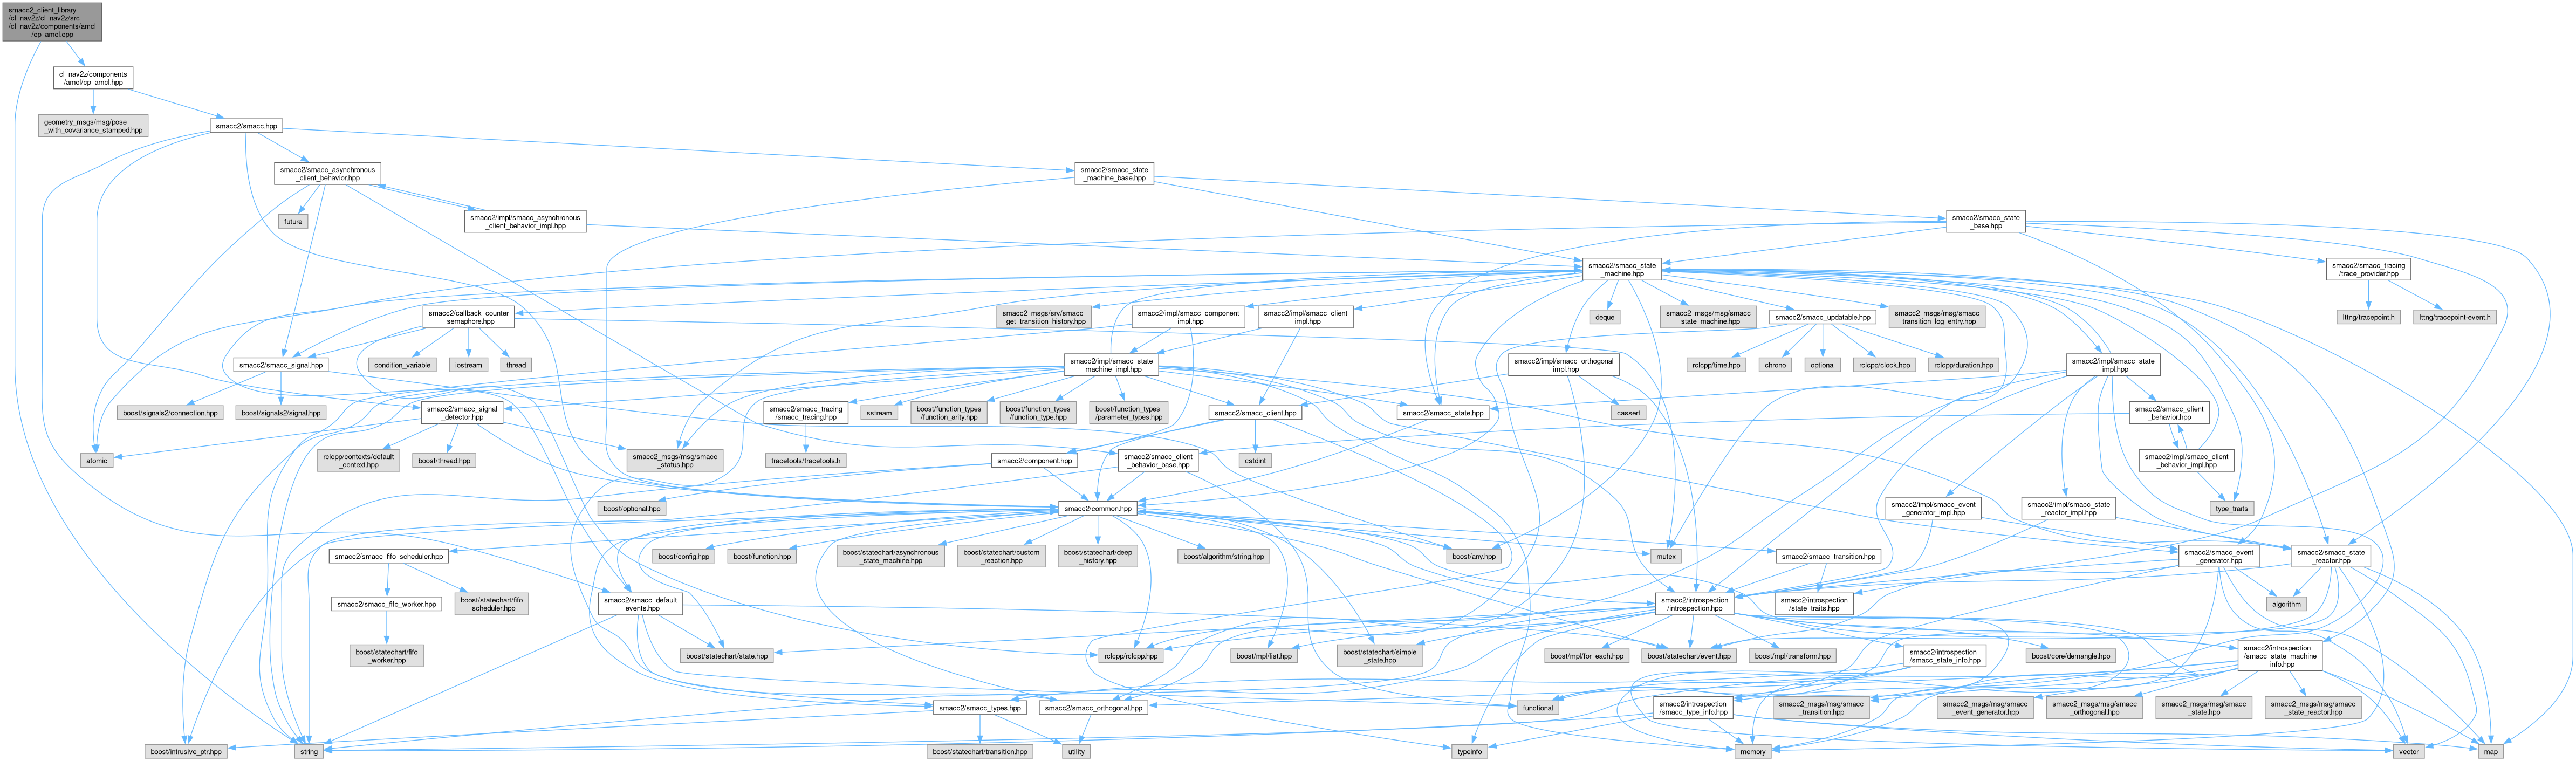 smacc2_client_library
/cl_nav2z/cl_nav2z/src
/cl_nav2z/components/amcl
/cp_amcl.cpp
cl_nav2z/components
/amcl/cp_amcl.hpp
geometry_msgs/msg/pose
_with_covariance_stamped.hpp
smacc2/smacc.hpp
smacc2/smacc_asynchronous
_client_behavior.hpp
smacc2/smacc_state
_machine_base.hpp
future
smacc2/impl/smacc_asynchronous
_client_behavior_impl.hpp
smacc2/smacc_state
_base.hpp
smacc2/smacc_state
_machine.hpp
smacc2/smacc_tracing
/trace_provider.hpp
smacc2/callback_counter
_semaphore.hpp
smacc2_msgs/srv/smacc
_get_transition_history.hpp
smacc2/impl/smacc_component
_impl.hpp
smacc2/impl/smacc_client
_impl.hpp
deque
smacc2_msgs/msg/smacc
_state_machine.hpp
smacc2/smacc_updatable.hpp
smacc2_msgs/msg/smacc
_transition_log_entry.hpp
lttng/tracepoint.h
lttng/tracepoint-event.h
smacc2/smacc_signal.hpp
condition_variable
iostream
thread
smacc2/impl/smacc_state
_machine_impl.hpp
smacc2/impl/smacc_orthogonal
_impl.hpp
rclcpp/time.hpp
chrono
optional
rclcpp/clock.hpp
rclcpp/duration.hpp
smacc2/impl/smacc_state
_impl.hpp
boost/signals2/connection.hpp
boost/signals2/signal.hpp
smacc2/smacc_signal
_detector.hpp
smacc2/smacc_tracing
/smacc_tracing.hpp
sstream
boost/function_types
/function_arity.hpp
boost/function_types
/function_type.hpp
boost/function_types
/parameter_types.hpp
smacc2/smacc_client.hpp
smacc2/smacc_state.hpp
cassert
smacc2/smacc_client
_behavior.hpp
atomic
rclcpp/contexts/default
_context.hpp
boost/thread.hpp
smacc2_msgs/msg/smacc
_status.hpp
tracetools/tracetools.h
smacc2/component.hpp
smacc2/smacc_client
_behavior_base.hpp
cstdint
smacc2/impl/smacc_client
_behavior_impl.hpp
boost/optional.hpp
smacc2/common.hpp
smacc2/impl/smacc_event
_generator_impl.hpp
smacc2/impl/smacc_state
_reactor_impl.hpp
type_traits
smacc2/smacc_fifo_scheduler.hpp
boost/config.hpp
boost/function.hpp
boost/statechart/asynchronous
_state_machine.hpp
boost/statechart/custom
_reaction.hpp
boost/statechart/deep
_history.hpp
boost/algorithm/string.hpp
mutex
boost/any.hpp
smacc2/smacc_transition.hpp
smacc2/smacc_event
_generator.hpp
smacc2/smacc_state
_reactor.hpp
smacc2/smacc_fifo_worker.hpp
boost/statechart/fifo
_scheduler.hpp
smacc2/smacc_default
_events.hpp
smacc2/introspection
/introspection.hpp
smacc2/introspection
/state_traits.hpp
algorithm
boost/statechart/fifo
_worker.hpp
boost/statechart/state.hpp
rclcpp/rclcpp.hpp
boost/mpl/list.hpp
boost/statechart/simple
_state.hpp
boost/mpl/for_each.hpp
boost/statechart/event.hpp
boost/mpl/transform.hpp
smacc2/introspection
/smacc_state_info.hpp
boost/core/demangle.hpp
smacc2/introspection
/smacc_state_machine
_info.hpp
smacc2/smacc_types.hpp
smacc2/smacc_orthogonal.hpp
functional
smacc2/introspection
/smacc_type_info.hpp
smacc2_msgs/msg/smacc
_transition.hpp
smacc2_msgs/msg/smacc
_event_generator.hpp
smacc2_msgs/msg/smacc
_orthogonal.hpp
smacc2_msgs/msg/smacc
_state.hpp
smacc2_msgs/msg/smacc
_state_reactor.hpp
boost/intrusive_ptr.hpp
string
boost/statechart/transition.hpp
utility
typeinfo
memory
vector
map